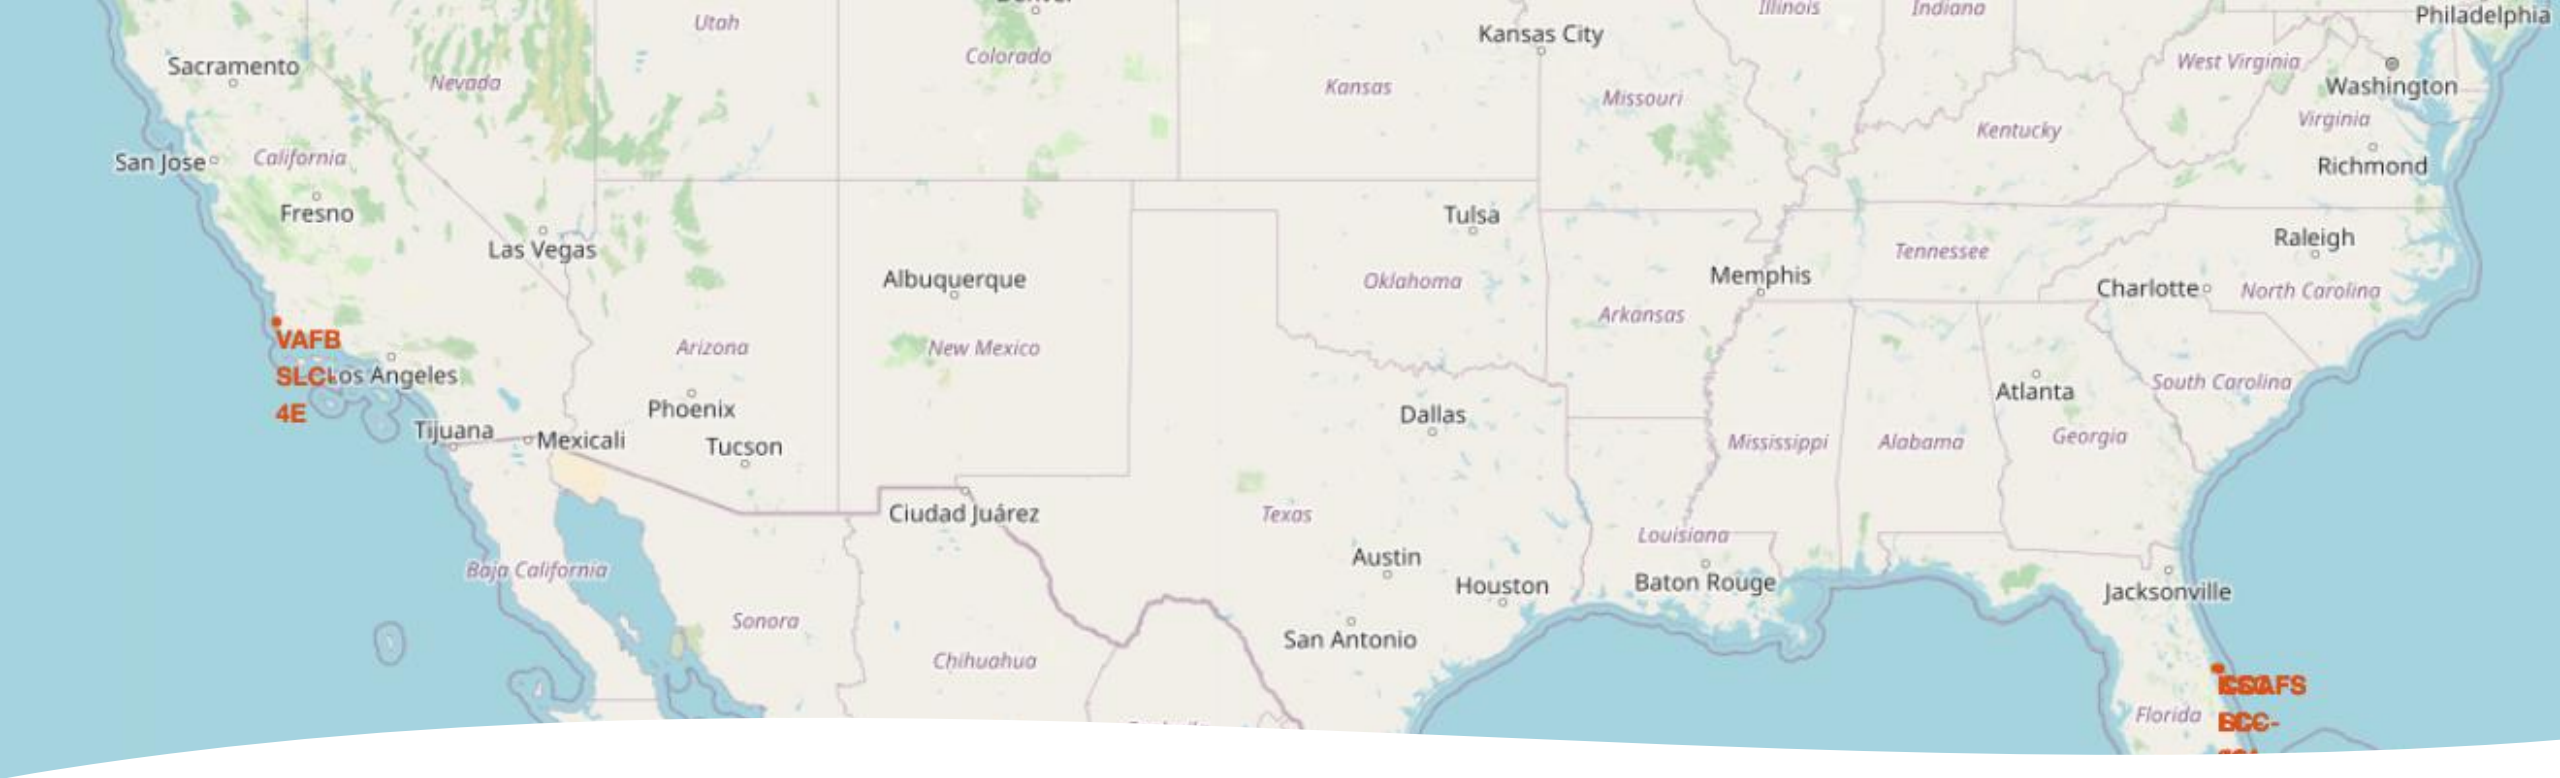 Utah
Colorado
Kansas City
Illinois
Indiana
Philadelphia
Sacramento
Nevada
Kansas
Missouri
West Virginia
Washington
San Jose
California
Kentucky
Virginia
Richmond
Fresno
Las Vegas
Tulsa
Raleigh
Albuquerque
Oklahoma
Memphis
Tennessee
Charlotte
North Carolina
VAFB
SLC-
4E
Los Angeles
Arizona
New Mexico
Arkansas
Phoenix
Tucson
Dallas
Mississippi
Alabama
Atlanta
Georgia
South Carolina
Tijuana
Mexicali
Ciudad Juárez
Texas
Louisiana
Baja California
Austin
Houston
Baton Rouge
Jacksonville
Sonora
San Antonio
Chihuahua
Florida